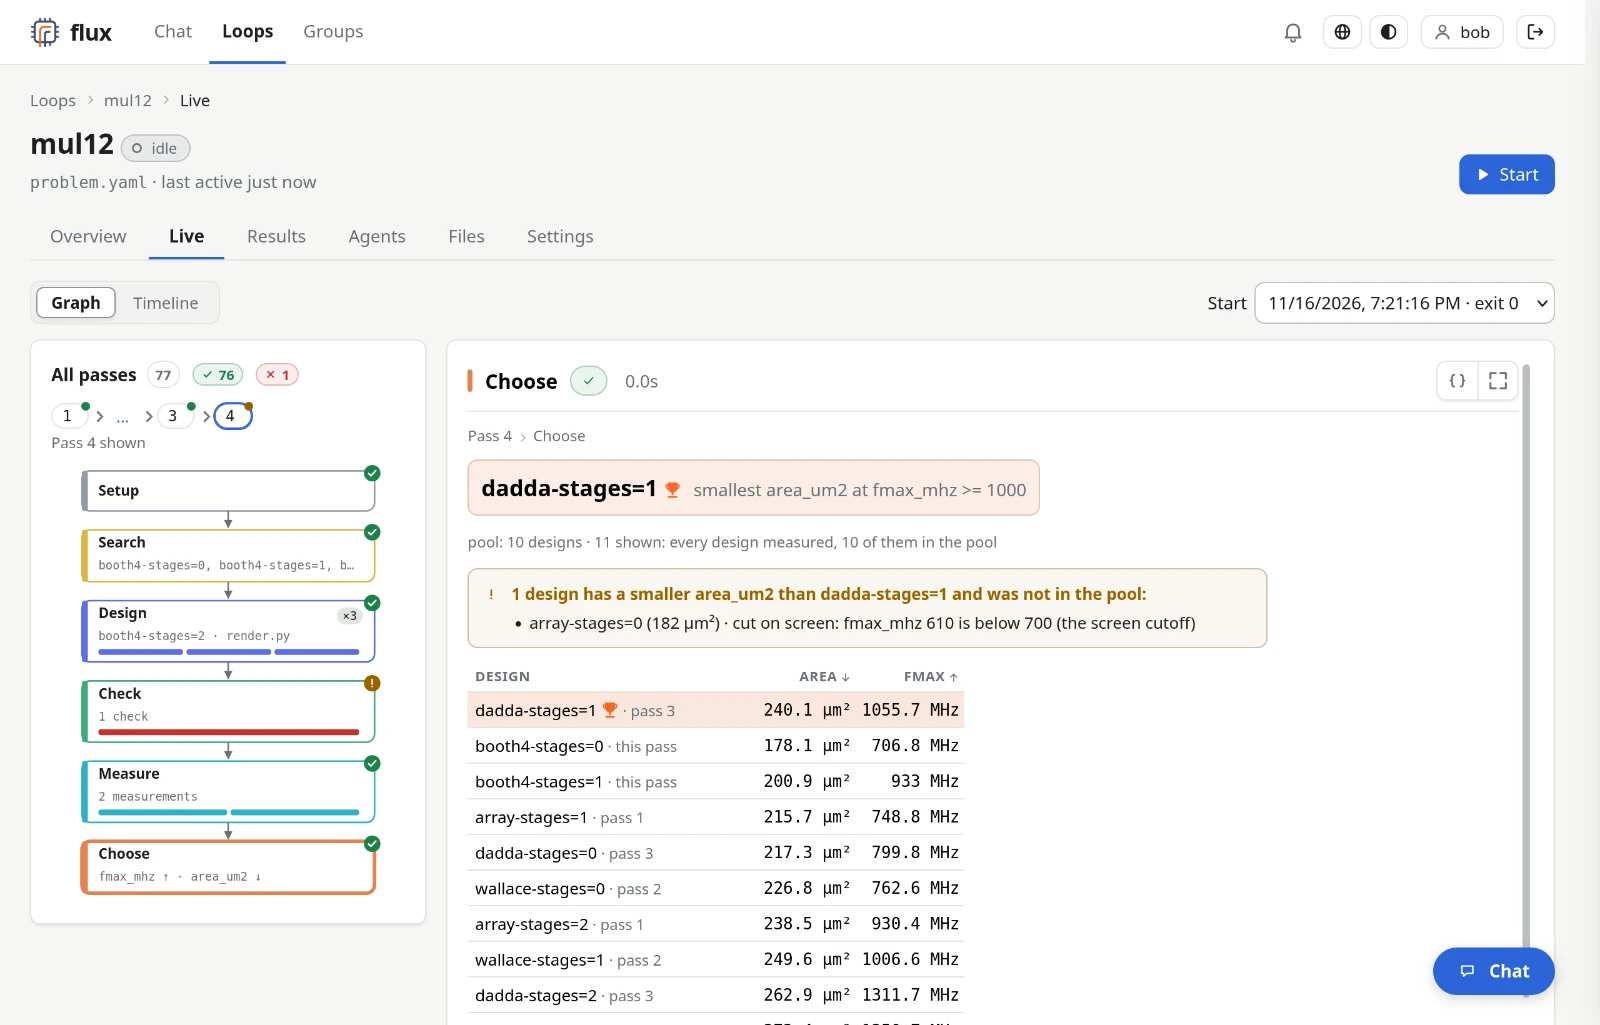 flux
Chat Loops Groups
bob
Loops > mul12 > Live
mul12 idle
problem.yaml · last active just now
Start
Overview Live Results Agents Files Settings
Graph Timeline
Start 11/16/2026, 7:21:16 PM · exit 0
All passes 77 ✓ 76 × 1
1 > ... > 3 > 4
Pass 4 shown
Setup
Search
booth4-stages=0, booth4-stages=1, b…
Design ×3
booth4-stages=2 · render.py
Check !
1 check
Measure
2 measurements
Choose
fmax_mhz ↑ · area_um2 ↓
Choose ✓ 0.0s
{}
Pass 4 > Choose
dadda-stages=1 smallest area_um2 at fmax_mhz >= 1000
pool: 10 designs · 11 shown: every design measured, 10 of them in the pool
! 1 design has a smaller area_um2 than dadda-stages=1 and was not in the pool:
• array-stages=0 (182 µm²) · cut on screen: fmax_mhz 610 is below 700 (the screen cutoff)
DESIGN AREA ↓ FMAX ↑
dadda-stages=1 · pass 3 240.1 µm² 1055.7 MHz
booth4-stages=0 · this pass 178.1 µm² 706.8 MHz
booth4-stages=1 · this pass 200.9 µm² 933 MHz
array-stages=1 · pass 1 215.7 µm² 748.8 MHz
dadda-stages=0 · pass 3 217.3 µm² 799.8 MHz
wallace-stages=0 · pass 2 226.8 µm² 762.6 MHz
array-stages=2 · pass 1 238.5 µm² 930.4 MHz
wallace-stages=1 · pass 2 249.6 µm² 1006.6 MHz
dadda-stages=2 · pass 3 262.9 µm² 1311.7 MHz
Chat